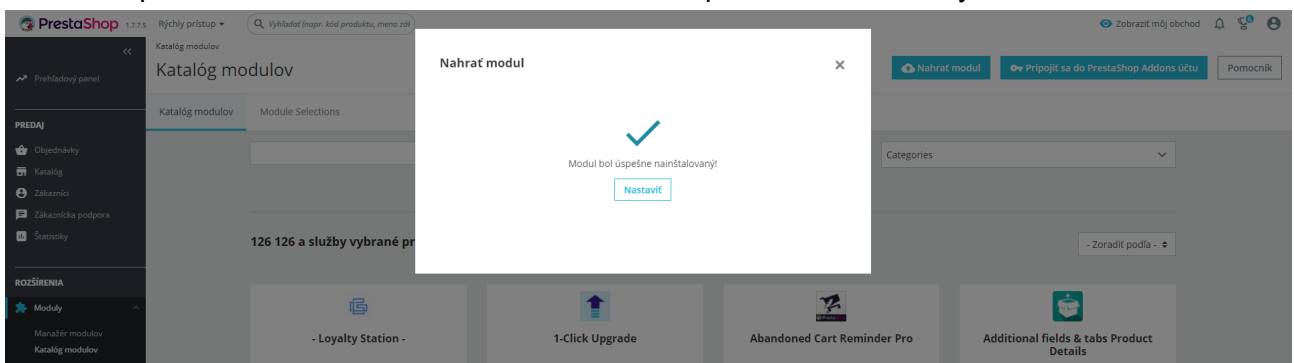 PrestaShop 1.7.7.5 Rýchly prístup Vyhľadať (napr. kód produktu, meno zák Zobraziť môj obchod
Katalóg modulov
Katalóg modulov
Nahrať modul
Nahrať modul Pripojiť sa do PrestaShop Addons účtu Pomocník
Prehľadový panel
Katalóg modulov Module Selections
PREDAJ
Objednávky
Katalóg
Zákazníci
Zákaznícka podpora
Štatistiky
Modul bol úspešne nainštalovaný!
Nastaviť
Categories
126 126 a služby vybrané pr
- Zoradiť podľa -
ROZŠÍRENIA
Moduly
Manažér modulov
Katalóg modulov
- Loyalty Station -
1-Click Upgrade
Abandoned Cart Reminder Pro
Additional fields & tabs Product
Details